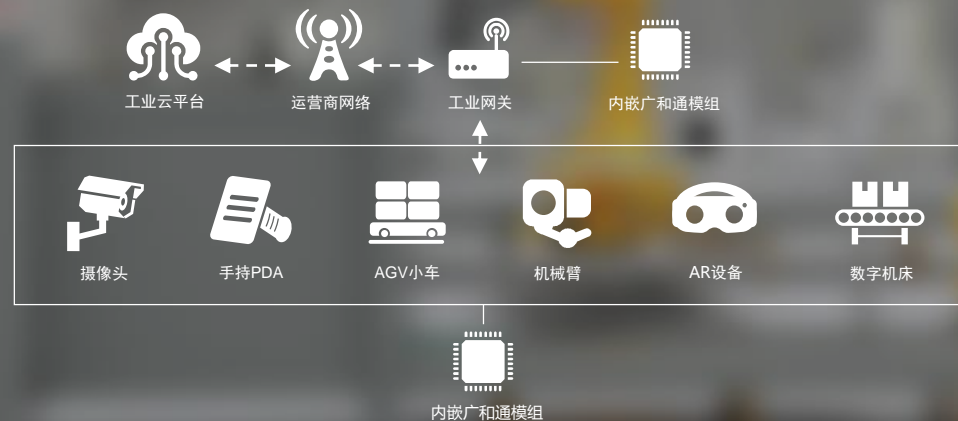 工业云平台
运营商网络
工业网关
内嵌广和通模组
摄像头
手持PDA
AGV小车
机械臂
AR设备
数字机床
内嵌广和通模组